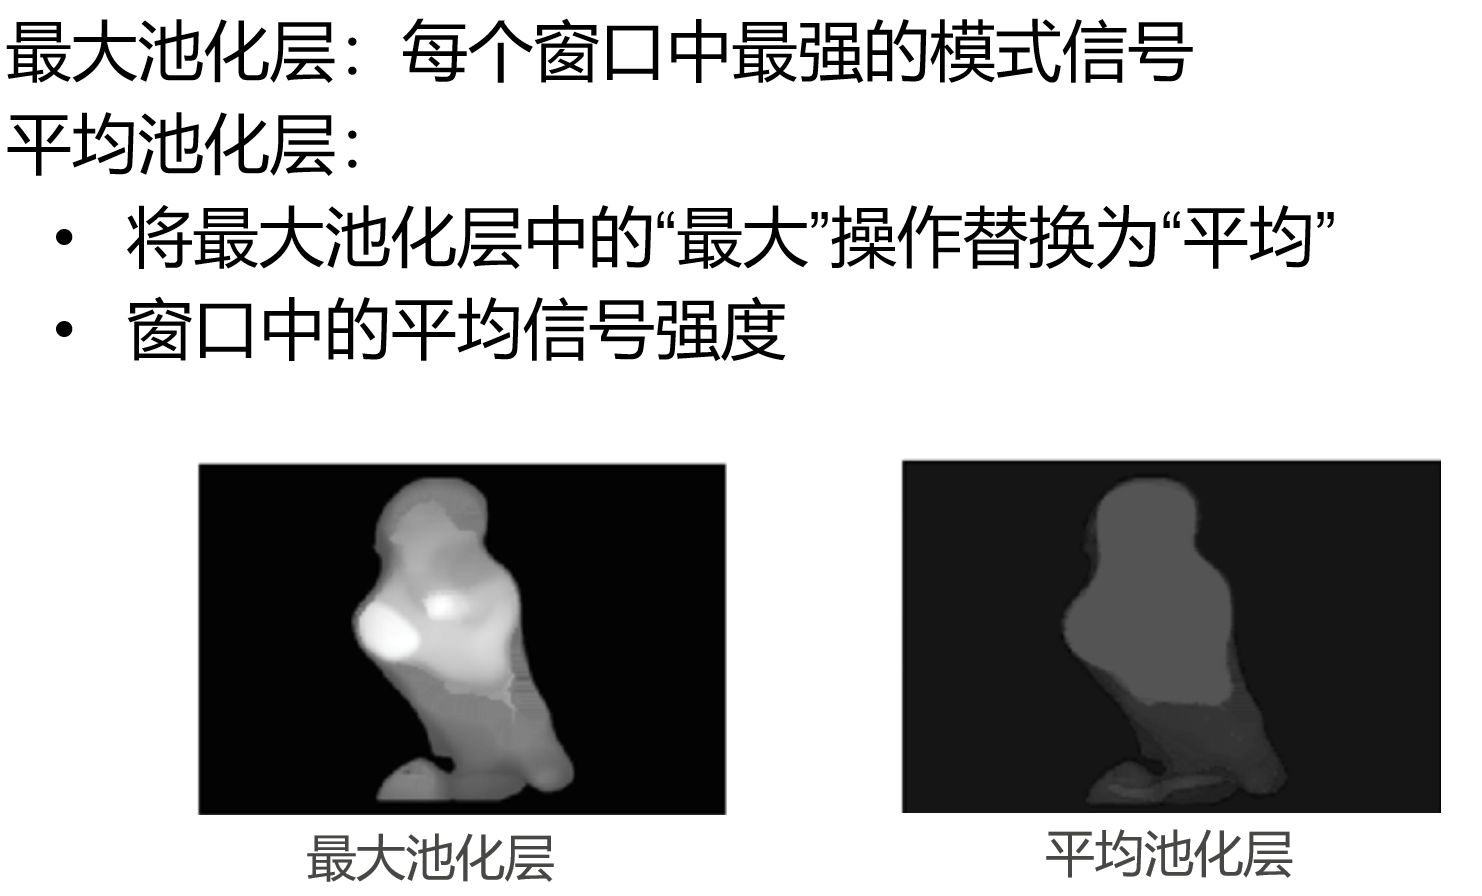 最大池化层：每个窗口中最强的模式信号
平均池化层：
• 将最大池化层中的“最大”操作替换为“平均”
• 窗口中的平均信号强度
最大池化层
平均池化层